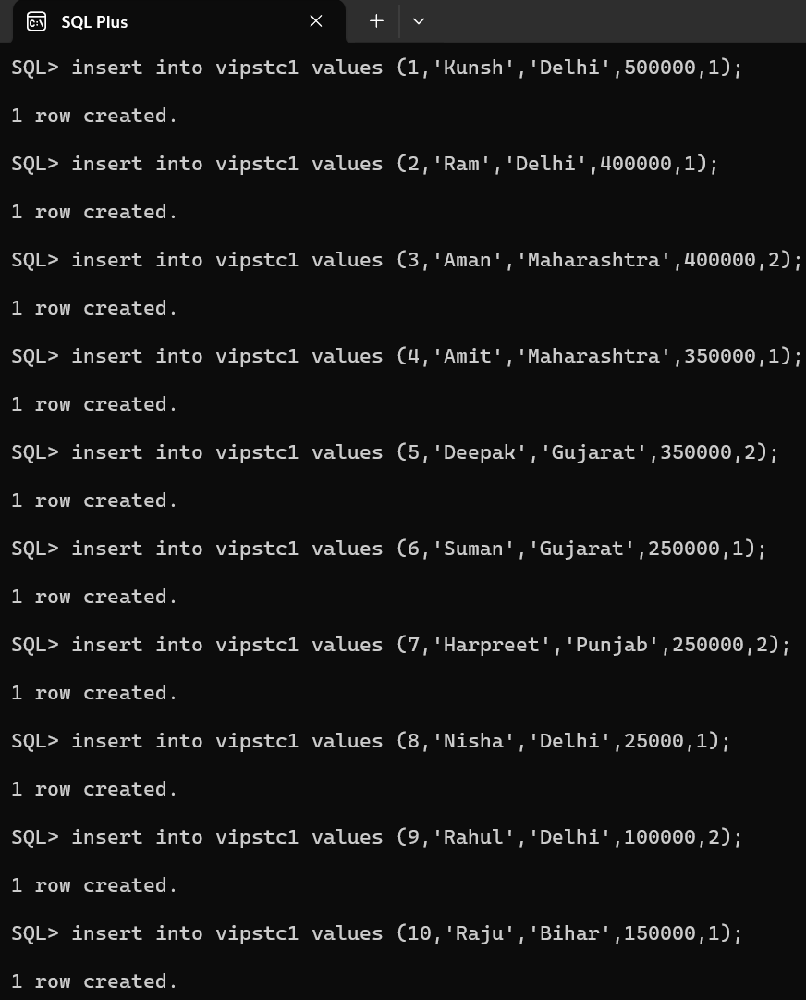 SQL Plus
SQL> insert into vipstc1 values (1,'Kunsh','Delhi',500000,1);
1 row created.
SQL> insert into vipstc1 values (2,'Ram','Delhi',400000,1);
1 row created.
SQL> insert into vipstc1 values (3,'Aman','Maharashtra',400000,2);
1 row created.
SQL> insert into vipstc1 values (4,'Amit','Maharashtra',350000,1);
1 row created.
SQL> insert into vipstc1 values (5,'Deepak','Gujarat',350000,2);
1 row created.
SQL> insert into vipstc1 values (6,'Suman','Gujarat',250000,1);
1 row created.
SQL> insert into vipstc1 values (7,'Harpreet','Punjab',250000,2);
1 row created.
SQL> insert into vipstc1 values (8,'Nisha','Delhi',25000,1);
1 row created.
SQL> insert into vipstc1 values (9,'Rahul','Delhi',100000,2);
1 row created.
SQL> insert into vipstc1 values (10,'Raju','Bihar',150000,1);
1 row created.